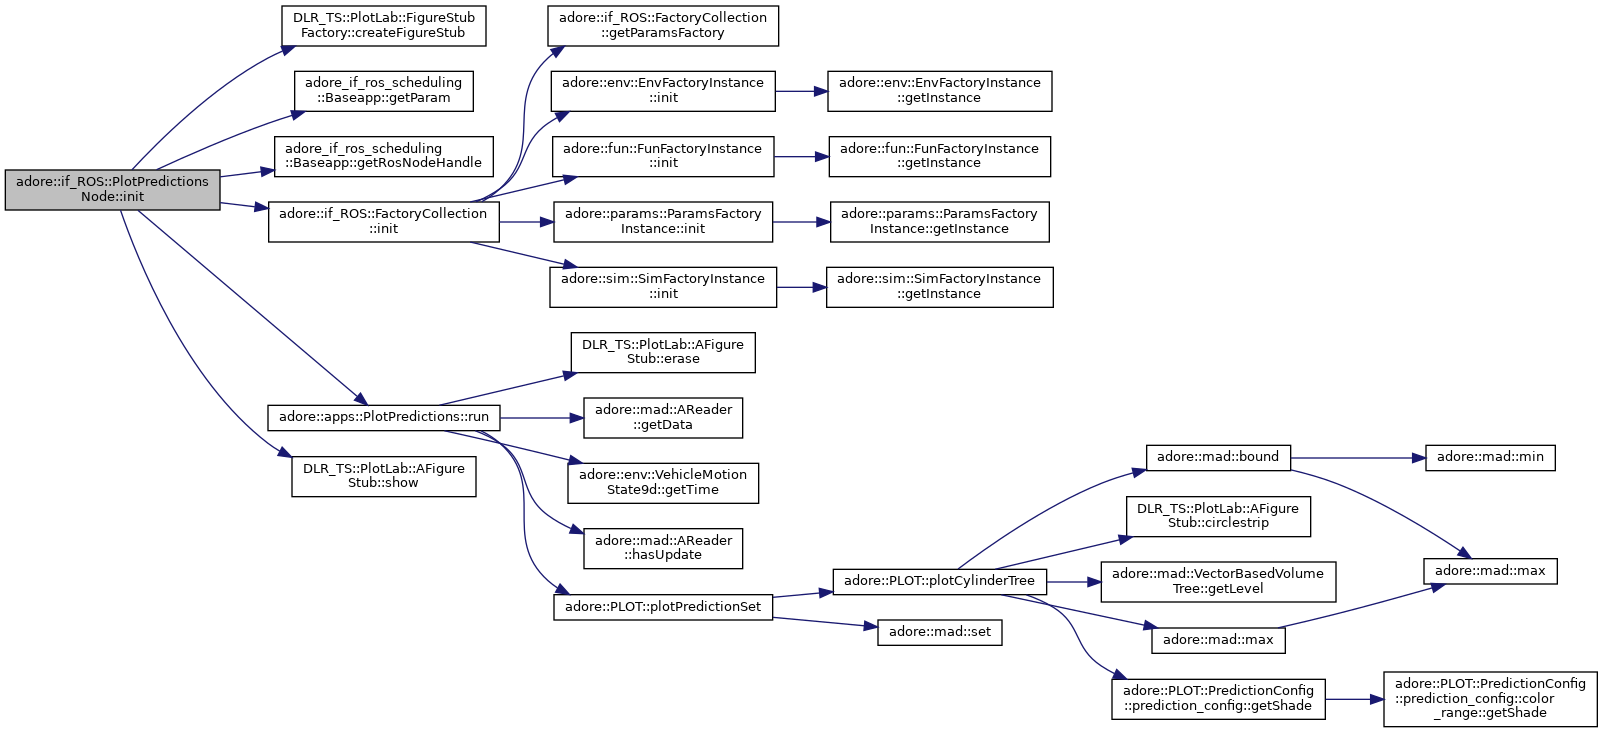 adore::if_ROS::PlotPredictions
Node::init
DLR_TS::PlotLab::FigureStub
Factory::createFigureStub
adore_if_ros_scheduling
::Baseapp::getParam
adore_if_ros_scheduling
::Baseapp::getRosNodeHandle
adore::if_ROS::FactoryCollection
::init
adore::if_ROS::FactoryCollection
::getParamsFactory
adore::env::EnvFactoryInstance
::init
adore::env::EnvFactoryInstance
::getInstance
adore::fun::FunFactoryInstance
::init
adore::fun::FunFactoryInstance
::getInstance
adore::params::ParamsFactory
Instance::init
adore::params::ParamsFactory
Instance::getInstance
adore::sim::SimFactoryInstance
::init
adore::sim::SimFactoryInstance
::getInstance
adore::apps::PlotPredictions::run
DLR_TS::PlotLab::AFigure
Stub::show
DLR_TS::PlotLab::AFigure
Stub::erase
adore::mad::AReader
::getData
adore::env::VehicleMotion
State9d::getTime
adore::mad::AReader
::hasUpdate
adore::PLOT::plotPredictionSet
adore::PLOT::plotCylinderTree
adore::mad::set
adore::mad::bound
adore::mad::min
DLR_TS::PlotLab::AFigure
Stub::circlestrip
adore::mad::VectorBasedVolume
Tree::getLevel
adore::mad::max
adore::mad::max
adore::PLOT::PredictionConfig
::prediction_config::getShade
adore::PLOT::PredictionConfig
::prediction_config::color
_range::getShade